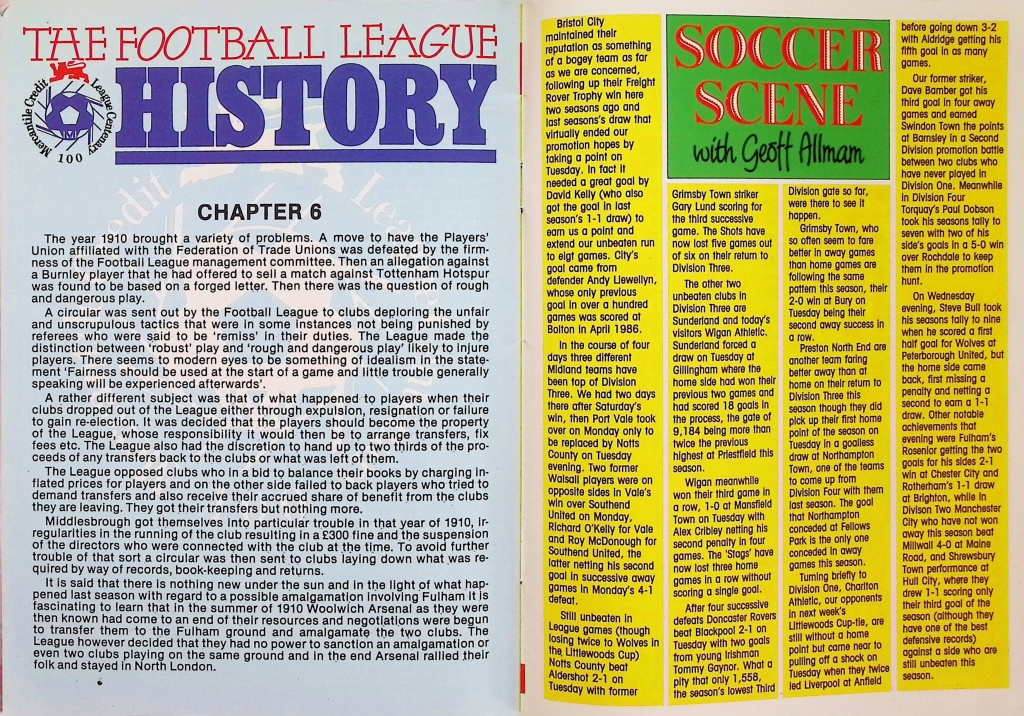 THE FOOTBALL LEAGUE
HISTORY
Mercantile Credit
League Centenary
100
CHAPTER 6
The year 1910 brought a variety of problems. A move to have the Players'
Union affiliated with the Federation of Trade Unions was defeated by the firm-
ness of the Football League management committee. Then an allegation against
a Burnley player that he had offered to sell a match against Tottenham Hotspur
was found to be based on a forged letter. Then there was the question of rough
and dangerous play.
A circular was sent out by the Football League to clubs deploring the unfair
and unscrupulous tactics that were in some instances not being punished by
referees who were said to be 'remiss' in their duties. The League made the
distinction between 'robust' play and 'rough and dangerous play' likely to injure
players. There seems to modern eyes to be something of idealism in the state-
ment 'Fairness should be used at the start of a game and little trouble generally
speaking will be experienced afterwards'.
A rather different subject was that of what happened to players when their
clubs dropped out of the League either through expulsion, resignation or failure
to gain re-election. It was decided that the players should become the property
of the League, whose responsibility it would then be to arrange transfers, fix
fees etc. The League also had the discretion to hand up to two thirds of the pro-
ceeds of any transfers back to the clubs or what was left of them.
The League opposed clubs who in a bid to balance their books by charging in-
flated prices for players and on the other side failed to back players who tried to
demand transfers and also receive their accrued share of benefit from the clubs
they are leaving. They got their transfers but nothing more.
Middlesbrough got themselves into particular trouble in that year of 1910, ir-
regularities in the running of the club resulting in a £300 fine and the suspension
of the directors who were connected with the club at the time. To avoid further
trouble of that sort a circular was then sent to clubs laying down what was re-
quired by way of records, book-keeping and returns.
It is said that there is nothing new under the sun and in the light of what hap-
pened last season with regard to a possible amalgamation involving Fulham it is
fascinating to learn that in the summer of 1910 Woolwich Arsenal as they were
then known had come to an end of their resources and negotiations were begun
to transfer them to the Fulham ground and amalgamate the two clubs. The
League however decided that they had no power to sanction an amalgamation or
even two clubs playing on the same ground and in the end Arsenal rallied their
folk and stayed in North London.
SOCCER
SCENE
with Geoff Allmam
Bristol City
maintained their
reputation as something
of a bogey team as far
as we are concerned,
following up their Freight
Rover Trophy win here
two seasons ago and
last seasons's draw that
virtually ended our
promotion hopes by
taking a point on
Tuesday. In fact it
needed a great goal by
David Kelly (who also
got the goal in last
season's 1-1 draw) to
earn us a point and
extend our unbeaten run
to eigt games. City's
goal came from
defender Andy Llewellyn,
whose only previous
goal in over a hundred
games was scored at
Bolton in April 1986.
In the course of four
days three different
Midland teams have
been top of Division
Three. We had two days
there after Saturday's
win, then Port Vale took
over on Monday only to
be replaced by Notts
County on Tuesday
evening. Two former
Walsall players were on
opposite sides in Vale's
win over Southend
United on Monday,
Richard O'Kelly for Vale
and Roy McDonough for
Southend United, the
latter netting his second
goal in successive away
games in Monday's 4-1
defeat.
Still unbeaten in
League games (though
losing twice to Wolves in
the Littlewoods Cup)
Notts County beat
Aldershot 2-1 on
Tuesday with former
Grimsby Town striker
Gary Lund scoring for
the third successive
game. The Shots have
now lost five games out
of six on their return to
Division Three.
The other two
unbeaten clubs in
Division Three are
Sunderland and today's
visitors Wigan Athletic.
Sunderland forced a
draw on Tuesday at
Gillingham where the
home side had won their
previous two games and
had scored 18 goals in
the process, the gate of
9,184 being more than
twice the previous
highest at Priestfield this
season.
Wigan meanwhile
won their third game in
a row, 1-0 at Mansfield
Town on Tuesday with
Alex Cribley netting his
second penalty in four
games. The 'Stags' have
now lost three home
games in a row without
scoring a single goal.
After four successive
defeats Doncaster Rovers
beat Blackpool 2-1 on
Tuesday with two goals
from young Irishman
Tommy Gaynor. What a
pity that only 1,558,
the season's lowest Third
Division gate so far,
were there to see it
happen.
Grimsby Town, who
so often seem to fare
better in away games
than home games are
following the same
pattern this season, their
2-0 win at Bury on
Tuesday being their
second away success in
a row.
Preston North End are
another team faring
better away than at
home on their return to
Division Three this
season though they did
pick up their first home
point of the season on
Tuesday in a goalless
draw at Northampton
Town, one of the teams
to come up from
Division Four with them
last season. The goal
that Northampton
conceded at Fellows
Park is the only one
conceded in away
games this season.
Turning briefly to
Division One, Charlton
Athletic, our opponents
in next week's
Littlewoods Cup-tie, are
still without a home
point but came near to
pulling off a shock on
Tuesday when they twice
led Liverpool at Anfield
before going down 3-2
with Aldridge getting his
fifth goal in as many
games.
Our former striker,
Dave Bamber got his
third goal in four away
games and earned
Swindon Town the points
at Barnsley in a Second
Division promotion battle
between two clubs who
have never played in
Division One. Meanwhile
in Division Four
Torquay's Paul Dobson
took his seasons tally to
seven with two of his
side's goals in a 5-0 win
over Rochdale to keep
them in the promotion
hunt.
On Wednesday
evening, Steve Bull took
his seasons tally to nine
when he scored a first
half goal for Wolves at
Peterborough United, but
the home side came
back, first missing a
penalty and netting a
second to earn a 1-1
draw. Other notable
achievements that
evening were Fulham's
Rosenior getting the two
goals for his sides 2-1
win at Chester City and
Rotherham's 1-1 draw
at Brighton, while in
Divison Two Manchester
City who have not won
away this season beat
Millwall 4-0 at Maine
Road, and Shrewsbury
Town performance at
Hull City, where they
drew 1-1 scoring only
their third goal of the
season (although they
have one of the best
defensive records)
against a side who are
still unbeaten this
season.